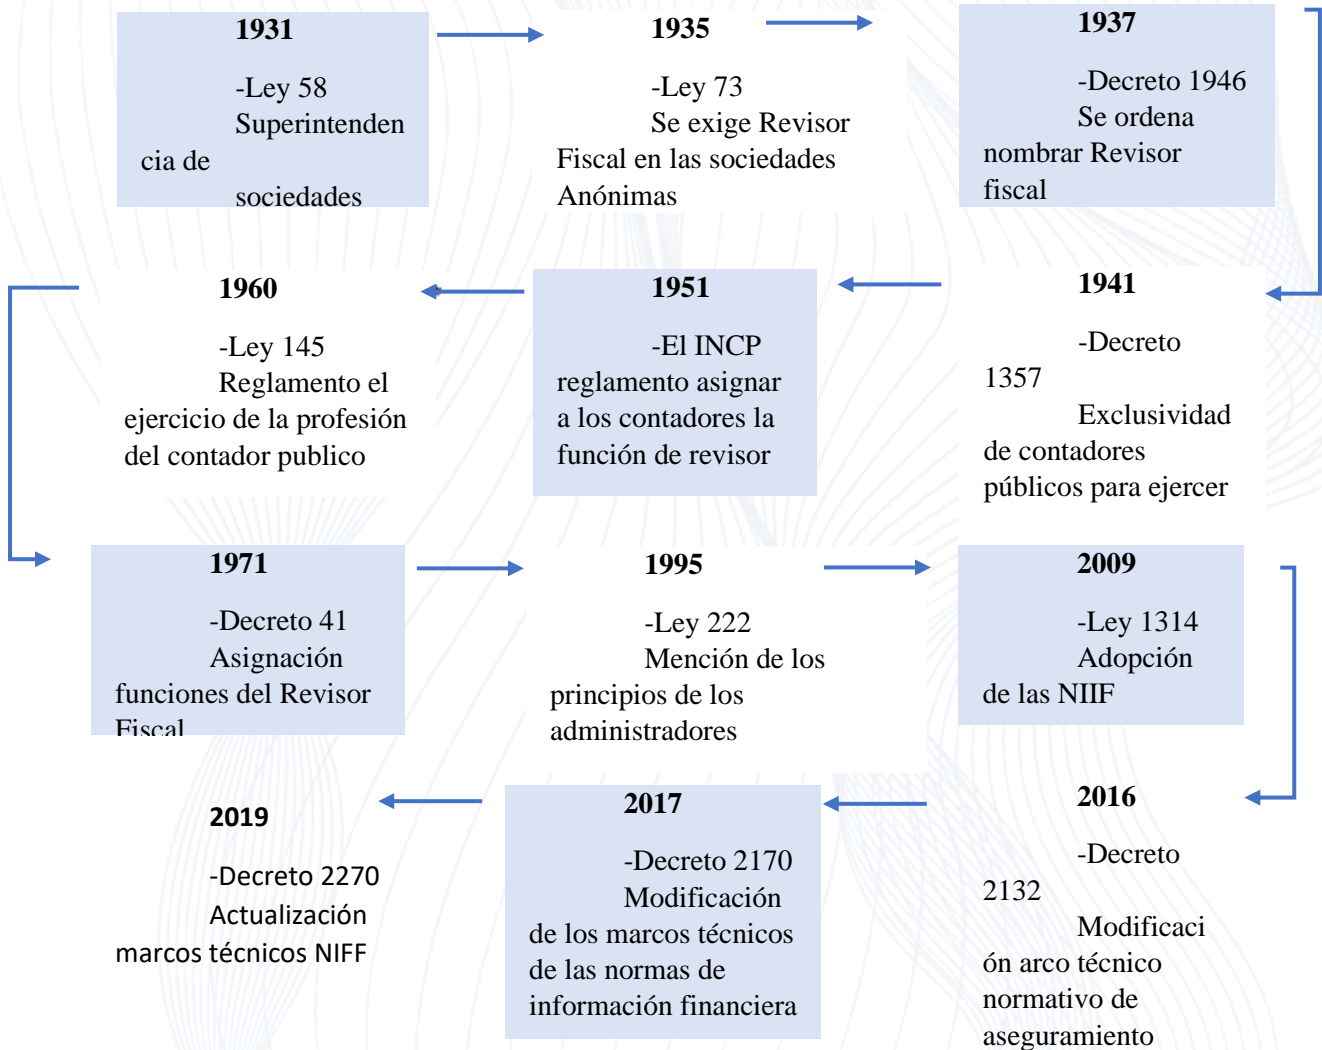 1931
-Ley 58
Superintenden
cia de
sociedades
1935
-Ley 73
Se exige Revisor
Fiscal en las sociedades
Anónimas
1937
-Decreto 1946
Se ordena
nombrar Revisor
fiscal
1941
-Decreto
1357
Exclusividad
de contadores
públicos para ejercer
1951
-El INCP
reglamento asignar
a los contadores la
función de revisor
1960
-Ley 145
Reglamento el
ejercicio de la profesión
del contador publico
1971
-Decreto 41
Asignación
funciones del Revisor
Fiscal
1995
-Ley 222
Mención de los
principios de los
administradores
2009
-Ley 1314
Adopción
de las NIIF
2016
-Decreto
2132
Modificaci
ón arco técnico
normativo de
aseguramiento
2017
-Decreto 2170
Modificación
de los marcos técnicos
de las normas de
información financiera
2019
-Decreto 2270
Actualización
marcos técnicos NIFF